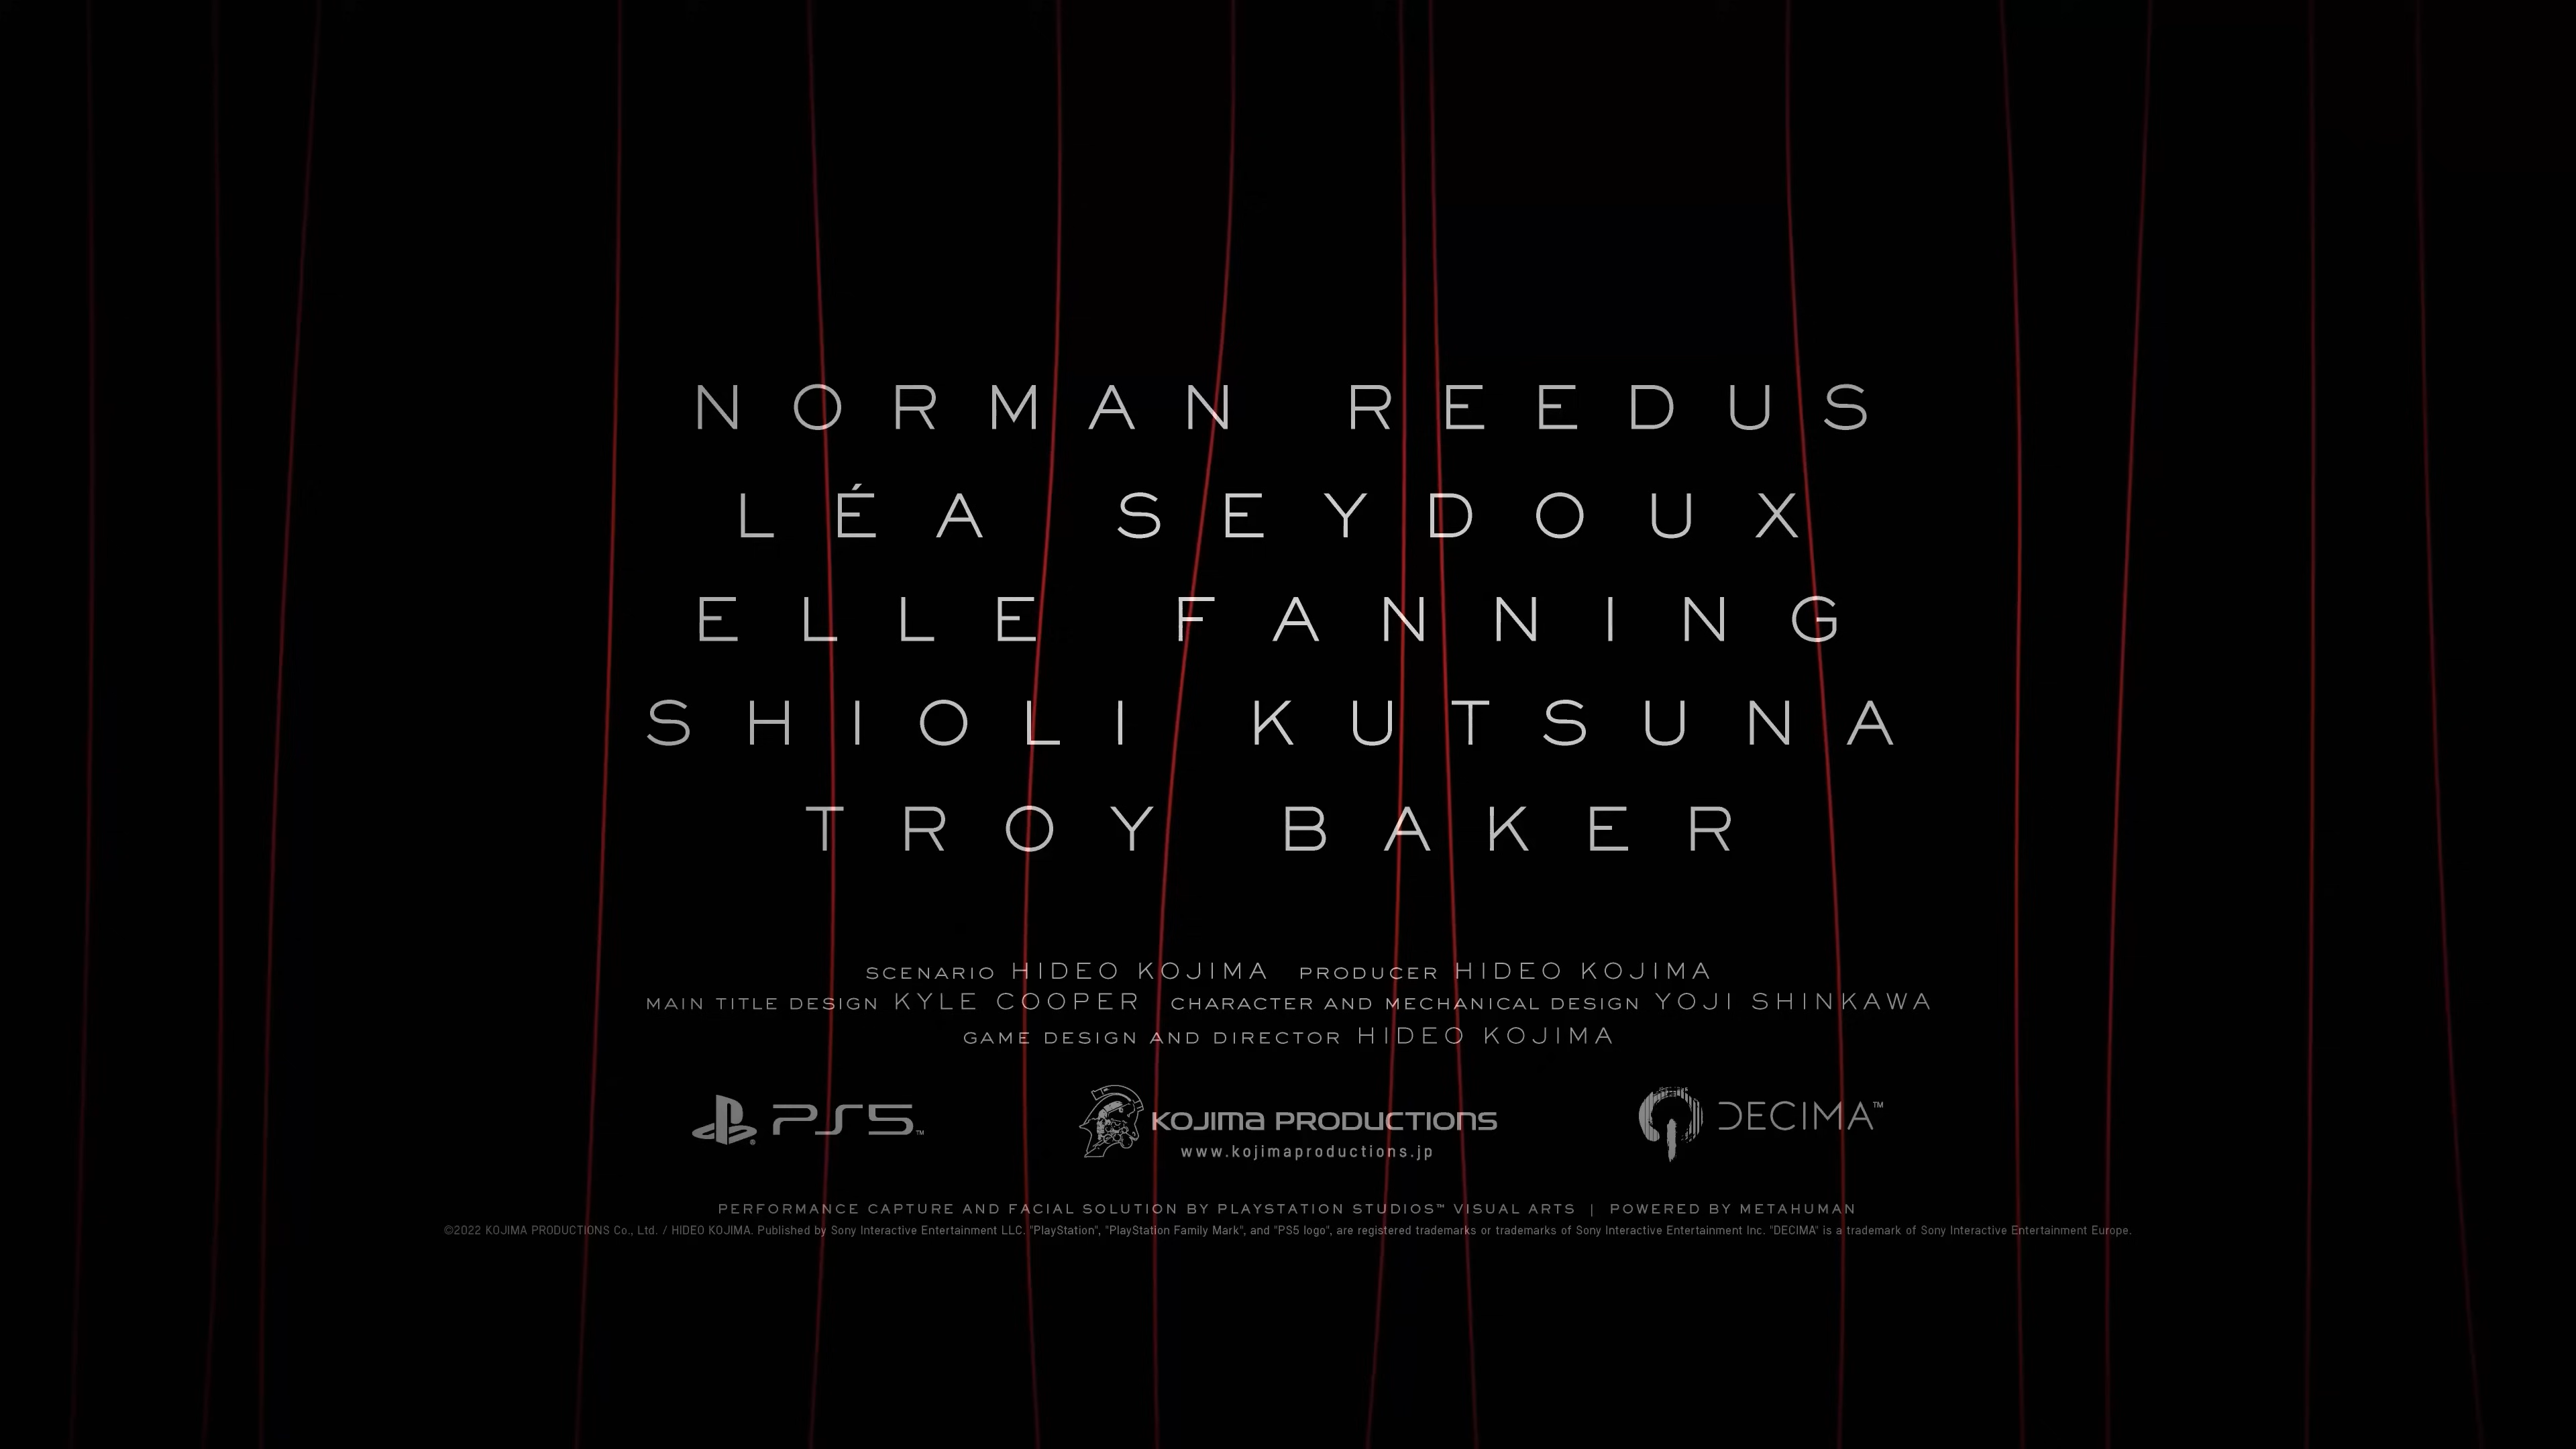 NORMAN REEDUS
LÉA SEYDOUX
ELLE FANNING
SHIOLI KUTSUNA
TROY BAKER
SCENARIO HIDEO KOJIMA PRODUCER HIDEO KOJIMA
MAIN TITLE DESIGN KYLE COOPER CHARACTER AND MECHANICAL DESIGN YOJI SHINKAWA
GAME DESIGN AND DIRECTOR HIDEO KOJIMA
PS5™ KOJIMA PRODUCTIONS DECIMA™
www.kojimaproductions.jp
PERFORMANCE CAPTURE AND FACIAL SOLUTION BY PLAYSTATION STUDIOS™ VISUAL ARTS | POWERED BY METAHUMAN
©2022 KOJIMA PRODUCTIONS Co., Ltd. / HIDEO KOJIMA. Published by Sony Interactive Entertainment LLC. "PlayStation", "PlayStation Family Mark", and "PS5 logo", are registered trademarks or trademarks of Sony Interactive Entertainment Inc. "DECIMA" is a trademark of Sony Interactive Entertainment Europe.